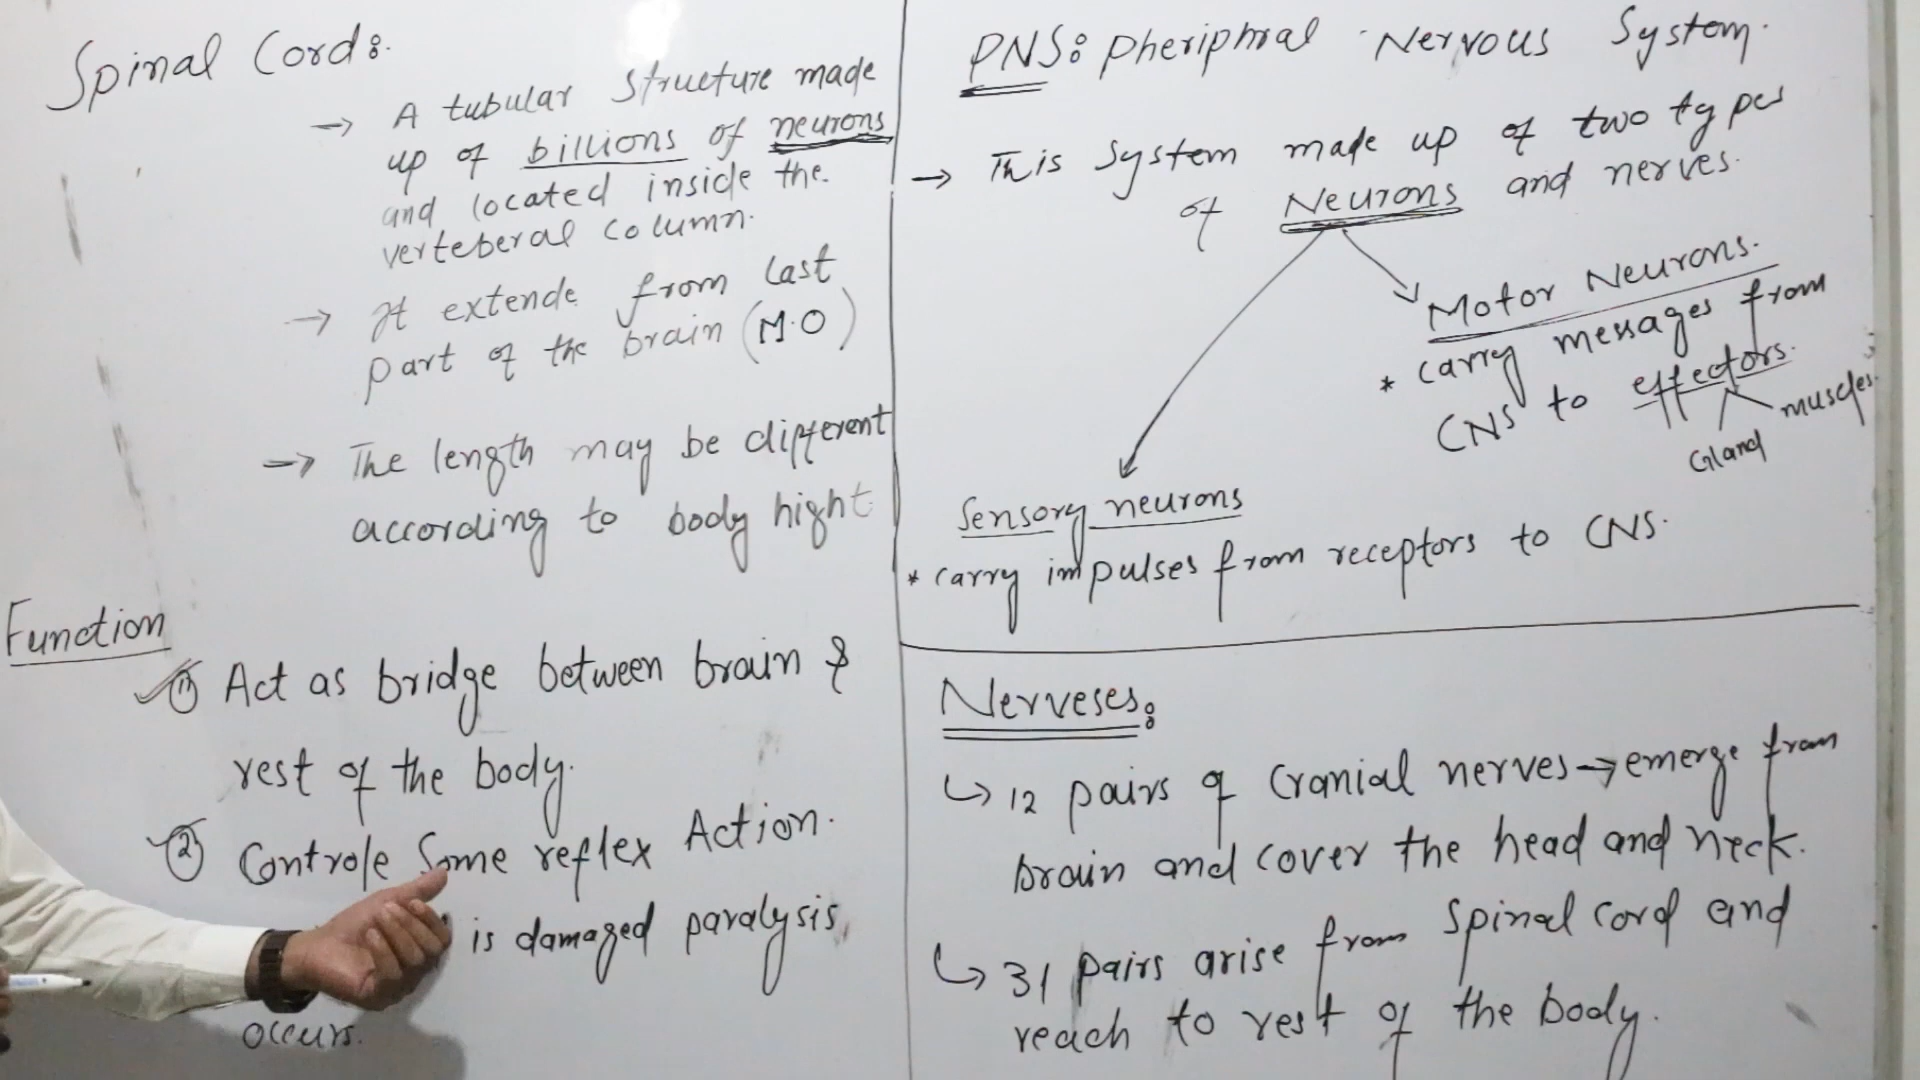 Spinal Cord:
→ A tubular structure made
up of billions of neurons
and located inside the
verteberal column.
→ It extende from last
part of the brain (M.O)
→ The length may be different
according to body hight
Function
(1) Act as bridge between brain &
rest of the body.
(2) Controle Some reflex Action.
is damaged paralysis
occurs.
PNS: Pheriphral Nervous System.
→ This system made up of two types
of Neurons and nerves.
Motor Neurons.
* carry messages from
CNS to effectors.
Gland muscles
Sensory neurons
* carry impulses from receptors to CNS.
Nerveses:
↳ 12 pairs of Cranial nerves → emerge from
brain and cover the head and neck.
↳ 31 pairs arise from Spinal cord and
reach to rest of the body.